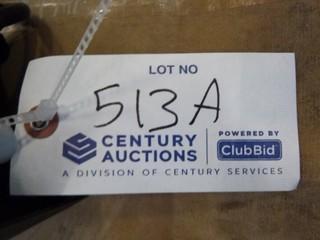 LOT NO
513A
CENTURY AUCTIONS
POWERED BY
ClubBid
A DIVISION OF CENTURY SERVICES